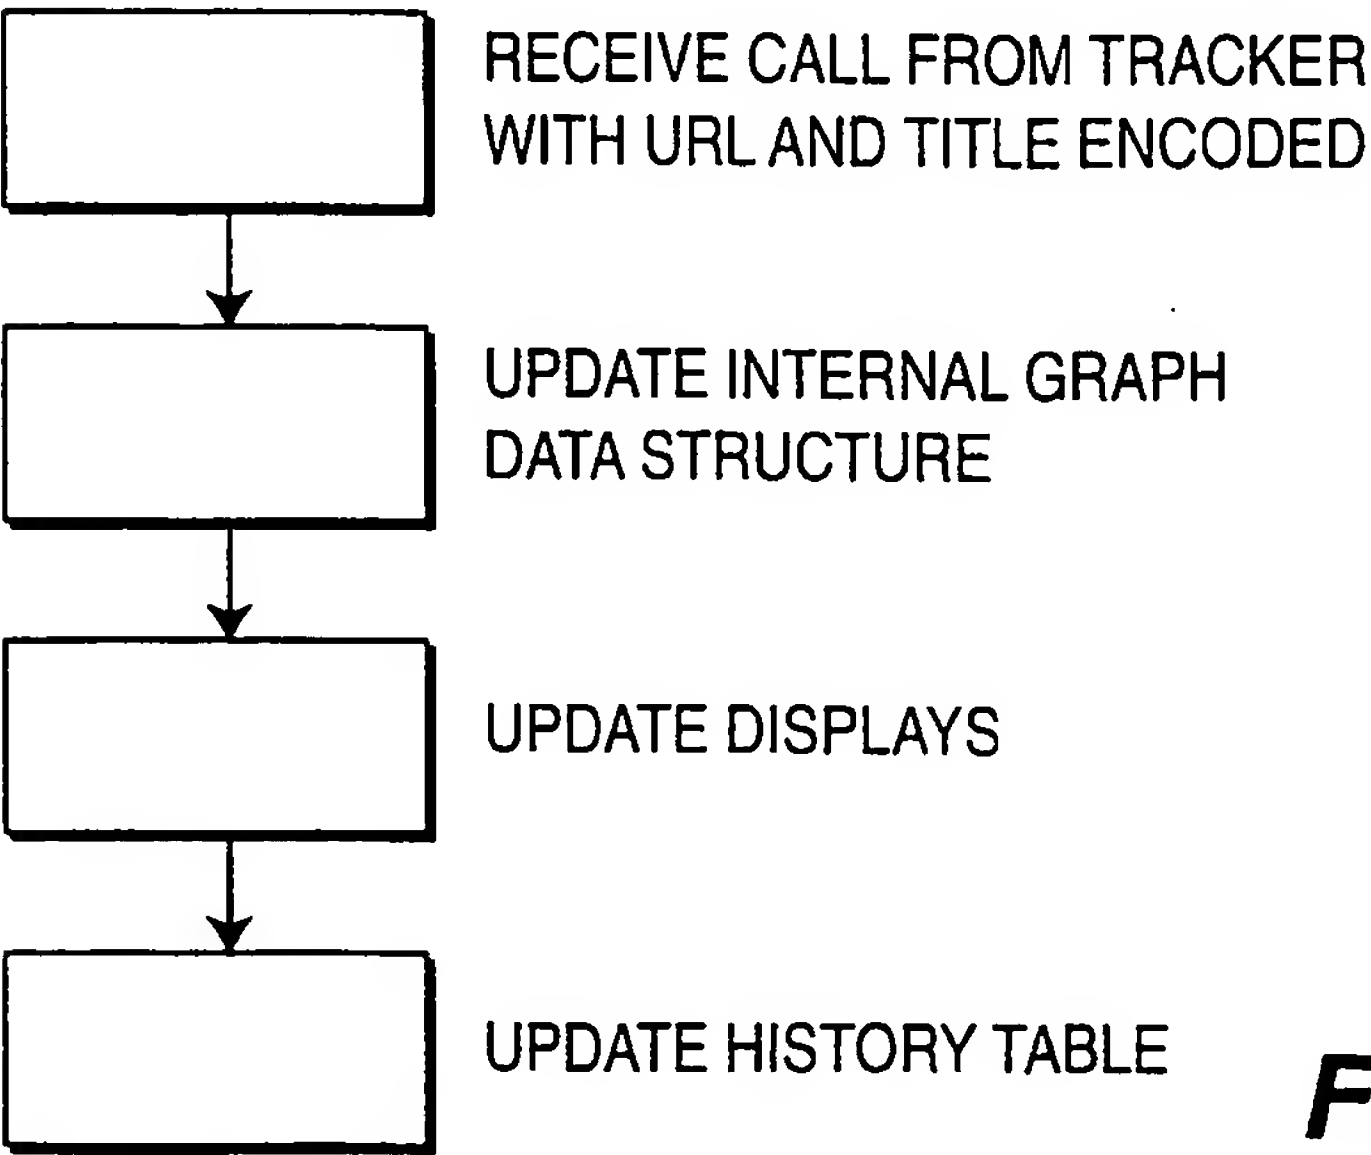 RECEIVE CALL FROM TRACKER
WITH URL AND TITLE ENCODED
UPDATE INTERNAL GRAPH
DATA STRUCTURE
UPDATE DISPLAYS
UPDATE HISTORY TABLE
F